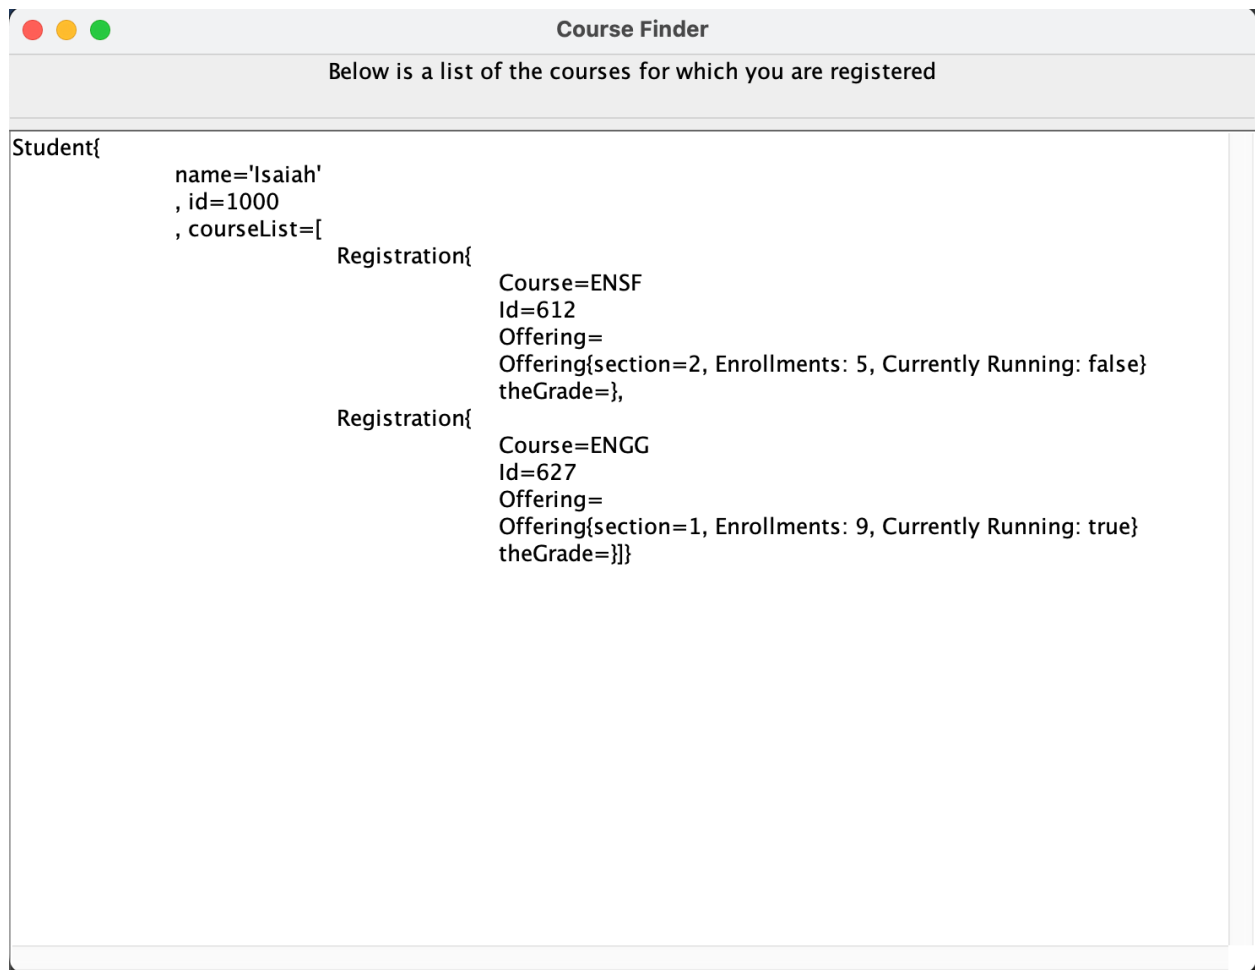 Course Finder
Below is a list of the courses for which you are registered
Student{
name='Isaiah'
, id=1000
, courseList=[
Registration{
Course=ENSF
Id=612
Offering=
Offering{section=2, Enrollments: 5, Currently Running: false}
theGrade=},
Registration{
Course=ENGG
Id=627
Offering=
Offering{section=1, Enrollments: 9, Currently Running: true}
theGrade=}]}